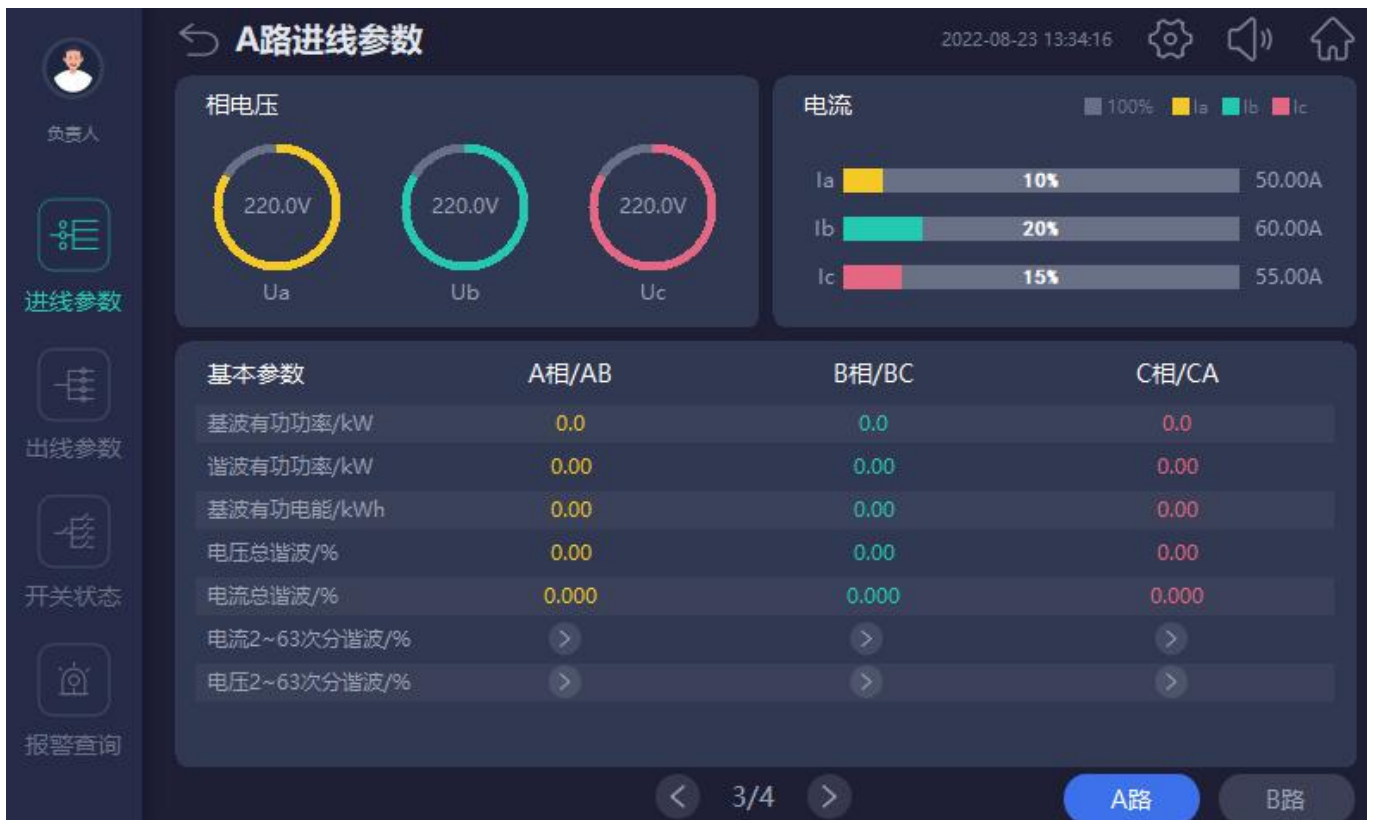 A路进线参数
2022-08-23 13:34:16
负责人
进线参数
出线参数
开关状态
报警查询
相电压
220.0V 220.0V 220.0V
Ua Ub Uc
电流 100% Ia Ib Ic
Ia 10% 50.00A
Ib 20% 60.00A
Ic 15% 55.00A
基本参数 A相/AB B相/BC C相/CA
基波有功功率/kW 0.0 0.0 0.0
谐波有功功率/kW 0.00 0.00 0.00
基波有功电能/kWh 0.00 0.00 0.00
电压总谐波/% 0.00 0.00 0.00
电流总谐波/% 0.000 0.000 0.000
电流2~63次分谐波/% > > >
电压2~63次分谐波/% > > >
< 3/4 >
A路 B路